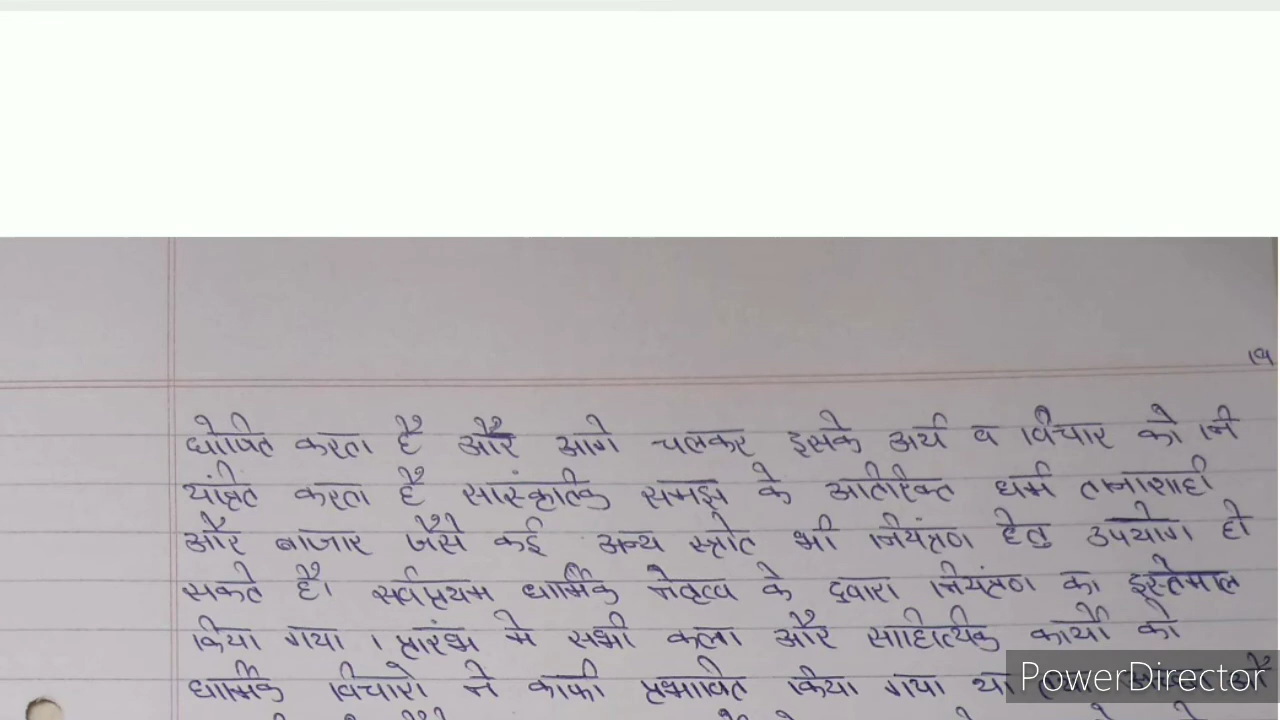 १७
घोषित करता है और आगे चलकर इसके अर्थ व विचार को नि
यांत्रित करता है सांस्कृतिक समझ के अतिरिक्त धर्म तानाशाही
और बाजार जैसे कई अन्य स्त्रोत भी नियंत्रण हेतु उपयोग हो
सकते है। सर्वप्रथम धार्मिक नेतृत्व के द्वारा नियंत्रण का इस्तेमाल
किया गया । प्रारंभ मे सभी कला और साहित्यिक कार्यो को
धार्मिक विचारो ने काफी प्रभावित किया गया था
PowerDirector